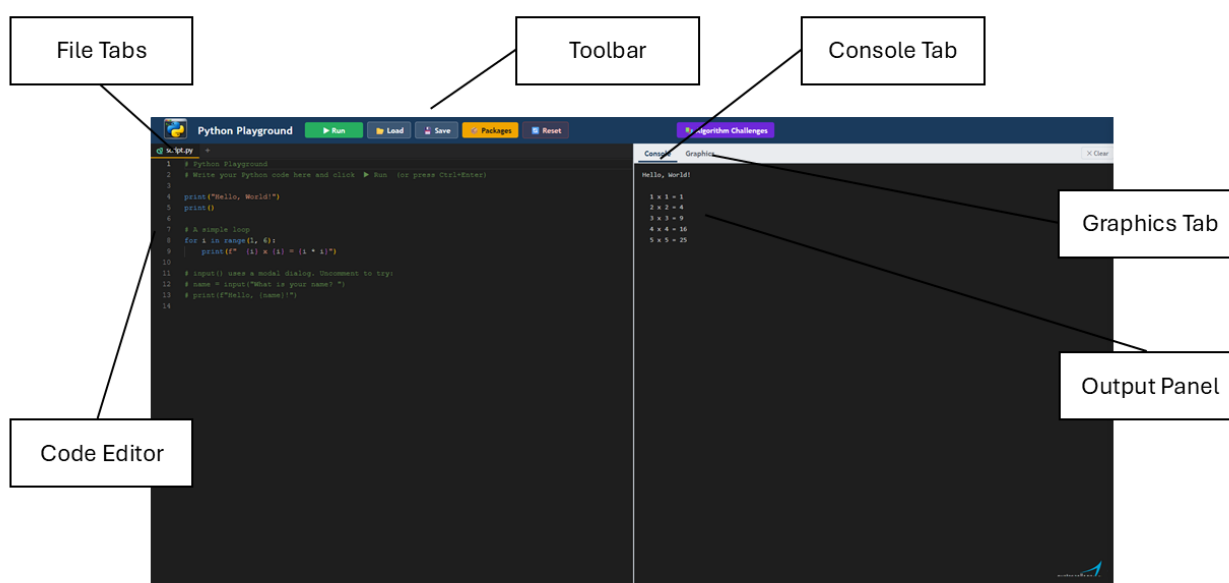 File Tabs
Toolbar
Console Tab
Python Playground
▶ Run
Load
Save
Packages
Reset
Algorithm Challenges
script.py +
Console Graphics
× Clear
1 # Python Playground
2 # Write your Python code here and click ▶ Run (or press Ctrl+Enter)
3
4 print("Hello, World!")
5 print()
6
7 # A simple loop
8 for i in range(1, 6):
9 print(f" {i} x {i} = {i * i}")
10
11 # input() uses a modal dialog. Uncomment to try:
12 # name = input("What is your name? ")
13 # print(f"Hello, {name}!")
14
Hello, World!
1 x 1 = 1
2 x 2 = 4
3 x 3 = 9
4 x 4 = 16
5 x 5 = 25
Graphics Tab
Output Panel
Code Editor